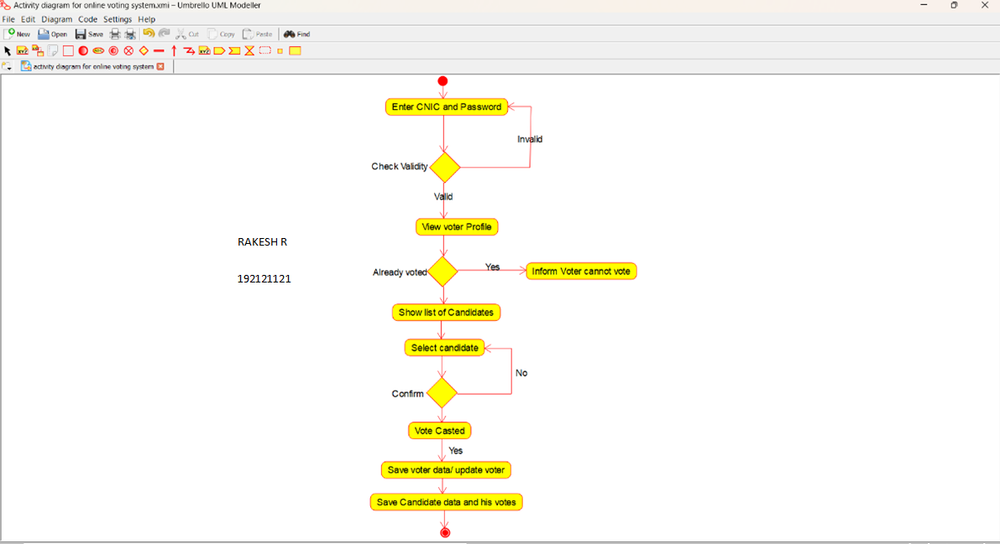 Activity diagram for online voting system.xmi – Umbrello UML Modeller
File Edit Diagram Code Settings Help
New Open Save Cut Copy Paste Find
activity diagram for online voting system
Enter CNIC and Password
Invalid
Check Validity
Valid
View voter Profile
RAKESH R
Already voted
Yes
Inform Voter cannot vote
192121121
Show list of Candidates
Select candidate
No
Confirm
Vote Casted
Yes
Save voter data/ update voter
Save Candidate data and his votes